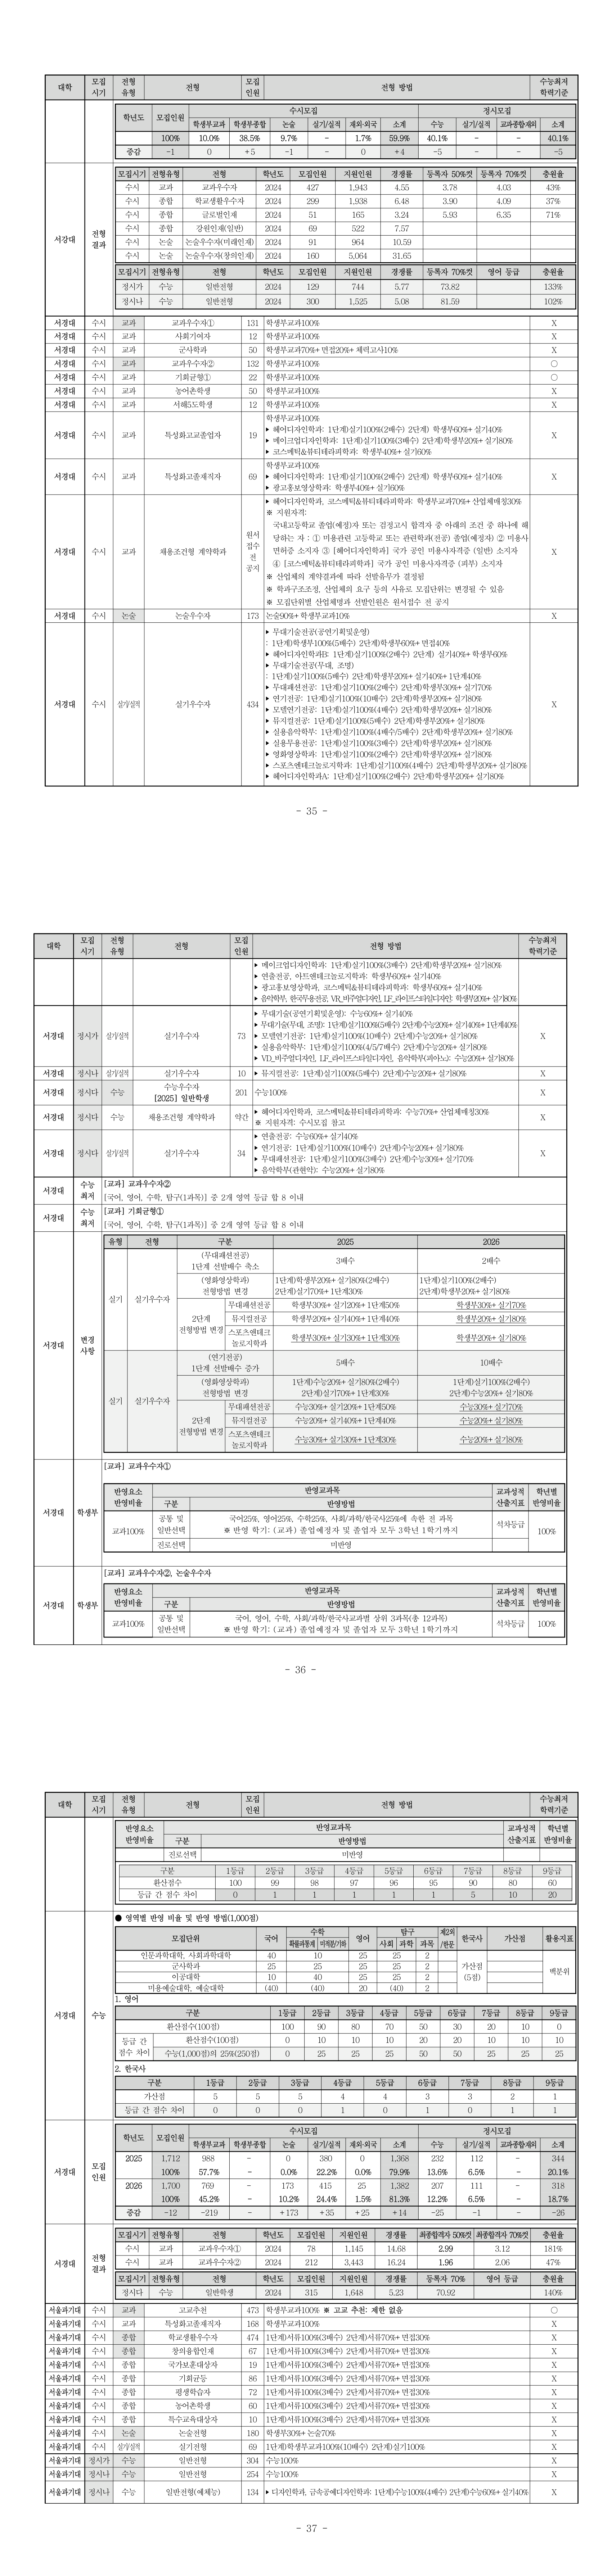 대학 모집시기 전형유형 전형 모집인원 전형 방법 수능최저학력기준
학년도 모집인원 수시모집 정시모집
학생부교과 학생부종합 논술 실기/실적 재외·외국 소계 수능 실기/실적 교과종합제외 소계
100% 10.0% 38.5% 9.7% - 1.7% 59.9% 40.1% - - 40.1%
증감 -1 0 +5 -1 - 0 +4 -5 - - -5
서강대 전형결과
모집시기 전형유형 전형 학년도 모집인원 지원인원 경쟁률 등록자 50%컷 등록자 70%컷 충원율
수시 교과 교과우수자 2024 427 1,943 4.55 3.78 4.03 43%
수시 종합 학교생활우수자 2024 299 1,938 6.48 3.90 4.09 37%
수시 종합 글로벌인재 2024 51 165 3.24 5.93 6.35 71%
수시 종합 강원인재(일반) 2024 69 522 7.57
수시 논술 논술우수자(미래인재) 2024 91 964 10.59
수시 논술 논술우수자(창의인재) 2024 160 5,064 31.65
모집시기 전형유형 전형 학년도 모집인원 지원인원 경쟁률 등록자 70%컷 영어 등급 충원율
정시가 수능 일반전형 2024 129 744 5.77 73.82 133%
정시나 수능 일반전형 2024 300 1,525 5.08 81.59 102%
서경대 수시 교과 교과우수자① 131 학생부교과100% X
서경대 수시 교과 사회기여자 12 학생부교과100% X
서경대 수시 교과 군사학과 50 학생부교과70%+면접20%+체력고사10% X
서경대 수시 교과 교과우수자② 132 학생부교과100% ○
서경대 수시 교과 기회균형① 22 학생부교과100% ○
서경대 수시 교과 농어촌학생 50 학생부교과100% X
서경대 수시 교과 서해5도학생 12 학생부교과100% X
서경대 수시 교과 특성화고교졸업자 19 학생부교과100%
▶ 헤어디자인학과: 1단계)실기100%(2배수) 2단계) 학생부60%+실기40%
▶ 메이크업디자인학과: 1단계)실기100%(3배수) 2단계)학생부20%+실기80%
▶ 코스메틱&뷰티테라피학과: 학생부40%+실기60%
X
서경대 수시 교과 특성화고졸재직자 69 학생부교과100%
▶ 헤어디자인학과: 1단계)실기100%(2배수) 2단계) 학생부60%+실기40%
▶ 광고홍보영상학과: 학생부40%+실기60%
X
서경대 수시 교과 채용조건형 계약학과 원서접수 전 공지
▶ 헤어디자인학과, 코스메틱&뷰티테라피학과: 학생부교과70%+산업체매칭30%
※ 지원자격:
국내고등학교 졸업(예정)자 또는 검정고시 합격자 중 아래의 조건 중 하나에 해
당하는 자 : ① 미용관련 고등학교 또는 관련학과(전공) 졸업(예정자) ② 미용사
면허증 소지자 ③ [헤어디자인학과] 국가 공인 미용사자격증 (일반) 소지자
④ [코스메틱&뷰티테라피학과] 국가 공인 미용사자격증 (피부) 소지자
※ 산업체의 계약결과에 따라 선발유무가 결정됨
※ 학과구조조정, 산업체의 요구 등의 사유로 모집단위는 변경될 수 있음
※ 모집단위별 산업체명과 선발인원은 원서접수 전 공지
X
서경대 수시 논술 논술우수자 173 논술90%+학생부교과10% X
서경대 수시 실기/실적 실기우수자 434
▶ 무대기술전공(공연기획및운영)
: 1단계)학생부100%(5배수) 2단계)학생부60%+면접40%
▶ 헤어디자인학과B: 1단계)실기100%(2배수) 2단계) 실기40%+학생부60%
▶ 무대기술전공(무대, 조명)
: 1단계)실기100%(5배수) 2단계)학생부20%+실기40%+1단계40%
▶ 무대패션전공: 1단계)실기100%(2배수) 2단계)학생부30%+실기70%
▶ 연기전공: 1단계)실기100%(10배수) 2단계)학생부20%+실기80%
▶ 모델연기전공: 1단계)실기100%(4배수) 2단계)학생부20%+실기80%
▶ 뮤지컬전공: 1단계)실기100%(5배수) 2단계)학생부20%+실기80%
▶ 실용음악학부: 1단계)실기100%(4배수/5배수) 2단계)학생부20%+실기80%
▶ 실용무용전공: 1단계)실기100%(3배수) 2단계)학생부20%+실기80%
▶ 영화영상학과: 1단계)실기100%(2배수) 2단계)학생부20%+실기80%
▶ 스포츠엔테크놀로지학과: 1단계)실기100%(4배수) 2단계)학생부20%+실기80%
▶ 헤어디자인학과A: 1단계)실기100%(2배수) 2단계)학생부20%+실기80%
X
- 35 -
대학 모집시기 전형유형 전형 모집인원 전형 방법 수능최저학력기준
▶ 메이크업디자인학과: 1단계)실기100%(3배수) 2단계)학생부20%+실기80%
▶ 연출전공, 아트앤테크놀로지학과: 학생부60%+실기40%
▶ 광고홍보영상학과, 코스메틱&뷰티테라피학과: 학생부60%+실기40%
▶ 음악학부, 한국무용전공, VR_비주얼디자인, LF_라이프스타일디자인: 학생부20%+실기80%
서경대 정시가 실기/실적 실기우수자 73
▶ 무대기술(공연기획및운영): 수능60%+실기40%
▶ 무대기술(무대, 조명): 1단계)실기100%(5배수) 2단계)수능20%+실기40%+1단계40%
▶ 모델연기전공: 1단계)실기100%(10배수) 2단계)수능20%+실기80%
▶ 실용음악학부: 1단계)실기100%(4/5/7배수) 2단계)수능20%+실기80%
▶ VD_비주얼디자인, LF_라이프스타일디자인, 음악학부(피아노): 수능20%+실기80%
X
서경대 정시나 실기/실적 실기우수자 10 ▶ 뮤지컬전공: 1단계)실기100%(5배수) 2단계)수능20%+실기80% X
서경대 정시다 수능 수능우수자 [2025] 일반학생 201 수능100% X
서경대 정시다 수능 채용조건형 계약학과 약간 ▶ 헤어디자인학과, 코스메틱&뷰티테라피학과: 수능70%+산업체매칭30%
※ 지원자격: 수시모집 참고
X
서경대 정시다 실기/실적 실기우수자 34
▶ 연출전공: 수능60%+실기40%
▶ 연기전공: 1단계)실기100%(10배수) 2단계)수능20%+실기80%
▶ 무대패션전공: 1단계)실기100%(3배수) 2단계)수능30%+실기70%
▶ 음악학부(관현악): 수능20%+실기80%
X
서경대 수능최저 [교과] 교과우수자②
[국어, 영어, 수학, 탐구(1과목)] 중 2개 영역 등급 합 8 이내
서경대 수능최저 [교과] 기회균형①
[국어, 영어, 수학, 탐구(1과목)] 중 2개 영역 등급 합 8 이내
서경대 변경사항
유형 전형 구분 2025 2026
실기 실기우수자
(무대패션전공) 1단계 선발배수 축소 3배수 2배수
(영화영상학과) 전형방법 변경 1단계)학생부20%+실기80%(2배수) 2단계)실기70%+1단계30% 1단계)실기100%(2배수) 2단계)학생부20%+실기80%
2단계 전형방법 변경
무대패션전공 학생부30%+실기20%+1단계50% 학생부30%+실기70%
뮤지컬전공 학생부20%+실기40%+1단계40% 학생부20%+실기80%
스포츠엔테크놀로지학과 학생부30%+실기30%+1단계30% 학생부20%+실기80%
실기 실기우수자
(연기전공) 1단계 선발배수 증가 5배수 10배수
(영화영상학과) 전형방법 변경 1단계)수능20%+실기80%(2배수) 2단계)실기70%+1단계30% 1단계)실기100%(2배수) 2단계)수능20%+실기80%
2단계 전형방법 변경
무대패션전공 수능30%+실기20%+1단계50% 수능30%+실기70%
뮤지컬전공 수능20%+실기40%+1단계40% 수능20%+실기80%
스포츠엔테크놀로지학과 수능30%+실기30%+1단계30% 수능20%+실기80%
서경대 학생부
[교과] 교과우수자①
반영요소 반영비율 반영교과목 교과성적 산출지표 학년별 반영비율
구분 반영방법
교과100% 공통 및 일반선택 국어25%, 영어25%, 수학25%, 사회/과학/한국사25%에 속한 전 과목
※ 반영 학기: (교과) 졸업예정자 및 졸업자 모두 3학년 1학기까지
석차등급 100%
진로선택 미반영
서경대 학생부
[교과] 교과우수자②, 논술우수자
반영요소 반영비율 반영교과목 교과성적 산출지표 학년별 반영비율
구분 반영방법
교과100% 공통 및 일반선택 국어, 영어, 수학, 사회/과학/한국사교과별 상위 3과목(총 12과목)
※ 반영 학기: (교과) 졸업예정자 및 졸업자 모두 3학년 1학기까지
석차등급 100%
- 36 -
대학 모집시기 전형유형 전형 모집인원 전형 방법 수능최저학력기준
반영요소 반영비율 반영교과목 교과성적 산출지표 학년별 반영비율
구분 반영방법
진로선택 미반영
구분 1등급 2등급 3등급 4등급 5등급 6등급 7등급 8등급 9등급
환산점수 100 99 98 97 96 95 90 80 60
등급 간 점수 차이 0 1 1 1 1 1 5 10 20
서경대 수능
● 영역별 반영 비율 및 반영 방법(1,000점)
모집단위 국어 수학 영어 탐구 제2외/한문 한국사 가산점 활용지표
확률과통계 미적분/기하 사회 과학 과목
인문과학대학, 사회과학대학 40 10 25 25 2
군사학과 25 25 25 25 2
이공대학 10 40 25 25 2
미용예술대학, 예술대학 (40) (40) 20 (40) 2
가산점 (5점) 백분위
1. 영어
구분 1등급 2등급 3등급 4등급 5등급 6등급 7등급 8등급 9등급
환산점수(100점) 100 90 80 70 50 30 20 10 0
등급 간 점수 차이 환산점수(100점) 0 10 10 10 20 20 10 10 10
수능(1,000점)의 25%(250점) 0 25 25 25 50 50 25 25 25
2. 한국사
구분 1등급 2등급 3등급 4등급 5등급 6등급 7등급 8등급 9등급
가산점 5 5 5 4 4 3 3 2 1
등급 간 점수 차이 0 0 0 1 0 1 0 1 1
서경대 모집인원
학년도 모집인원 수시모집 정시모집
학생부교과 학생부종합 논술 실기/실적 재외·외국 소계 수능 실기/실적 교과종합제외 소계
2025 1,712 988 - 0 380 0 1,368 232 112 - 344
100% 57.7% - 0.0% 22.2% 0.0% 79.9% 13.6% 6.5% - 20.1%
2026 1,700 769 - 173 415 25 1,382 207 111 - 318
100% 45.2% - 10.2% 24.4% 1.5% 81.3% 12.2% 6.5% - 18.7%
증감 -12 -219 - +173 +35 +25 +14 -25 -1 - -26
서경대 전형결과
모집시기 전형유형 전형 학년도 모집인원 지원인원 경쟁률 최종합격자 50%컷 최종합격자 70%컷 충원율
수시 교과 교과우수자① 2024 78 1,145 14.68 2.99 3.12 181%
수시 교과 교과우수자② 2024 212 3,443 16.24 1.96 2.06 47%
모집시기 전형유형 전형 학년도 모집인원 지원인원 경쟁률 등록자 70% 영어 등급 충원율
정시다 수능 일반학생 2024 315 1,648 5.23 70.92 140%
서울과기대 수시 교과 고교추천 473 학생부교과100% ※ 고교 추천: 제한 없음 ○
서울과기대 수시 교과 특성화고졸재직자 168 학생부교과100% X
서울과기대 수시 종합 학교생활우수자 474 1단계)서류100%(3배수) 2단계)서류70%+면접30% X
서울과기대 수시 종합 창의융합인재 67 1단계)서류100%(3배수) 2단계)서류70%+면접30% X
서울과기대 수시 종합 국가보훈대상자 19 1단계)서류100%(3배수) 2단계)서류70%+면접30% X
서울과기대 수시 종합 기회균등 86 1단계)서류100%(3배수) 2단계)서류70%+면접30% X
서울과기대 수시 종합 평생학습자 72 1단계)서류100%(3배수) 2단계)서류70%+면접30% X
서울과기대 수시 종합 농어촌학생 60 1단계)서류100%(3배수) 2단계)서류70%+면접30% X
서울과기대 수시 종합 특수교육대상자 10 1단계)서류100%(3배수) 2단계)서류70%+면접30% X
서울과기대 수시 논술 논술전형 180 학생부30%+논술70% X
서울과기대 수시 실기/실적 실기전형 69 1단계)학생부교과100%(10배수) 2단계)실기100% X
서울과기대 정시가 수능 일반전형 304 수능100% X
서울과기대 정시나 수능 일반전형 254 수능100% X
서울과기대 정시나 수능 일반전형(예체능) 134 ▶ 디자인학과, 금속공예디자인학과: 1단계)수능100%(4배수) 2단계)수능60%+실기40% X
- 37 -